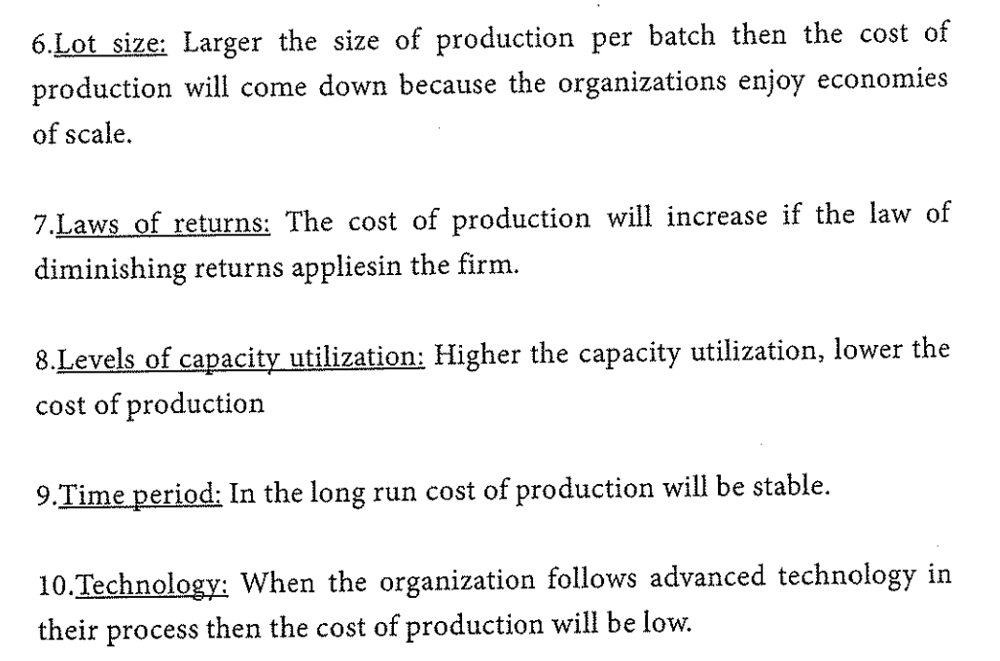 6.Lot size: Larger the size of production per batch then the cost of
production will come down because the organizations enjoy economies
of scale.
7.Laws of returns: The cost of production will increase if the law of
diminishing returns appliesin the firm.
8.Levels of capacity utilization: Higher the capacity utilization, lower the
cost of production
9.Time period: In the long run cost of production will be stable.
10.Technology: When the organization follows advanced technology in
their process then the cost of production will be low.